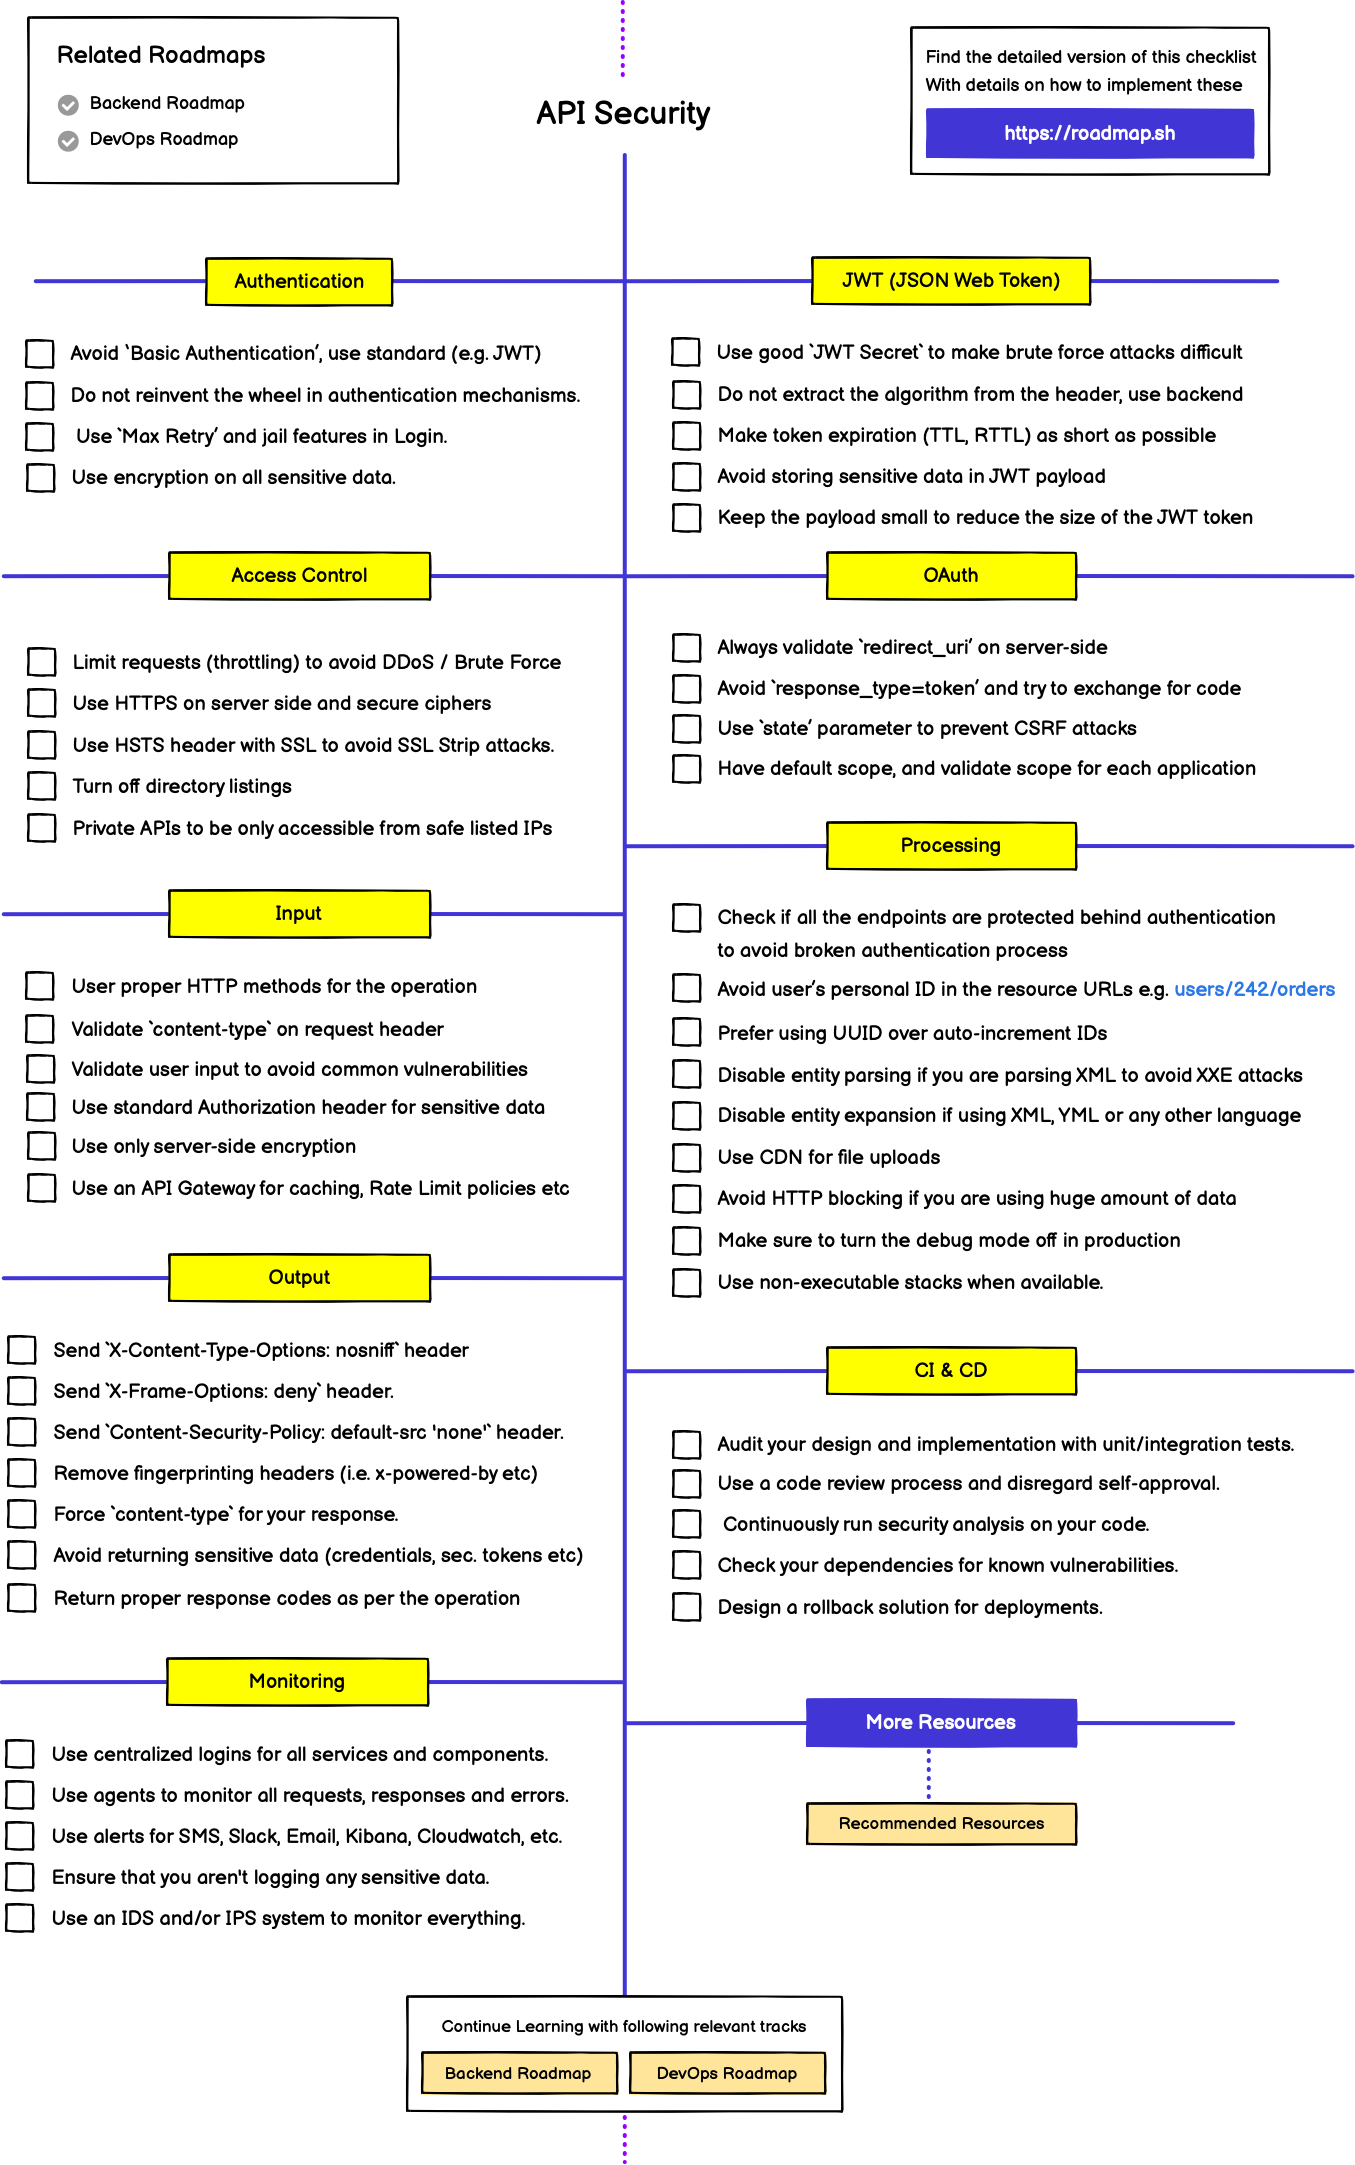 Related Roadmaps
Backend Roadmap
DevOps Roadmap
API Security
Find the detailed version of this checklist
With details on how to implement these
https://roadmap.sh
Authentication
Avoid `Basic Authentication’, use standard (e.g. JWT)
Do not reinvent the wheel in authentication mechanisms.
Use `Max Retry’ and jail features in Login.
Use encryption on all sensitive data.
JWT (JSON Web Token)
Use good `JWT Secret` to make brute force attacks difficult
Do not extract the algorithm from the header, use backend
Make token expiration (TTL, RTTL) as short as possible
Avoid storing sensitive data in JWT payload
Keep the payload small to reduce the size of the JWT token
Access Control
Limit requests (throttling) to avoid DDoS / Brute Force
Use HTTPS on server side and secure ciphers
Use HSTS header with SSL to avoid SSL Strip attacks.
Turn off directory listings
Private APIs to be only accessible from safe listed IPs
OAuth
Always validate `redirect_uri’ on server-side
Avoid `response_type=token’ and try to exchange for code
Use `state’ parameter to prevent CSRF attacks
Have default scope, and validate scope for each application
Input
User proper HTTP methods for the operation
Validate `content-type` on request header
Validate user input to avoid common vulnerabilities
Use standard Authorization header for sensitive data
Use only server-side encryption
Use an API Gateway for caching, Rate Limit policies etc
Processing
Check if all the endpoints are protected behind authentication
to avoid broken authentication process
Avoid user’s personal ID in the resource URLs e.g. users/242/orders
Prefer using UUID over auto-increment IDs
Disable entity parsing if you are parsing XML to avoid XXE attacks
Disable entity expansion if using XML, YML or any other language
Use CDN for file uploads
Avoid HTTP blocking if you are using huge amount of data
Make sure to turn the debug mode off in production
Use non-executable stacks when available.
Output
Send `X-Content-Type-Options: nosniff` header
Send `X-Frame-Options: deny` header.
Send `Content-Security-Policy: default-src 'none'` header.
Remove fingerprinting headers (i.e. x-powered-by etc)
Force `content-type` for your response.
Avoid returning sensitive data (credentials, sec. tokens etc)
Return proper response codes as per the operation
CI & CD
Audit your design and implementation with unit/integration tests.
Use a code review process and disregard self-approval.
Continuously run security analysis on your code.
Check your dependencies for known vulnerabilities.
Design a rollback solution for deployments.
Monitoring
Use centralized logins for all services and components.
Use agents to monitor all requests, responses and errors.
Use alerts for SMS, Slack, Email, Kibana, Cloudwatch, etc.
Ensure that you aren't logging any sensitive data.
Use an IDS and/or IPS system to monitor everything.
More Resources
Recommended Resources
Continue Learning with following relevant tracks
Backend Roadmap
DevOps Roadmap